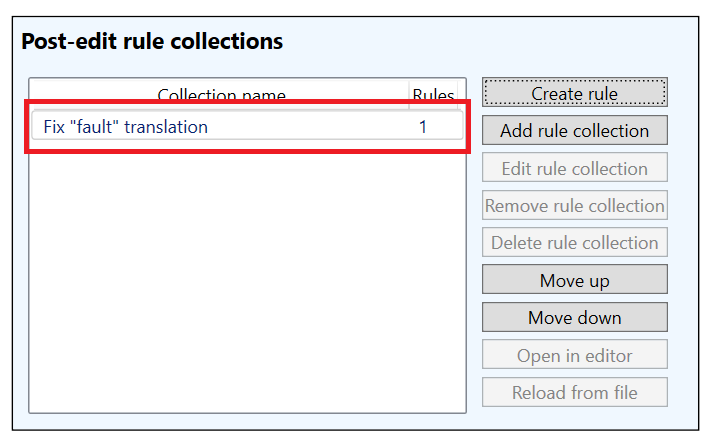 Post-edit rule collections
Collection name Rules
Fix "fault" translation 1
Create rule
Add rule collection
Edit rule collection
Remove rule collection
Delete rule collection
Move up
Move down
Open in editor
Reload from file